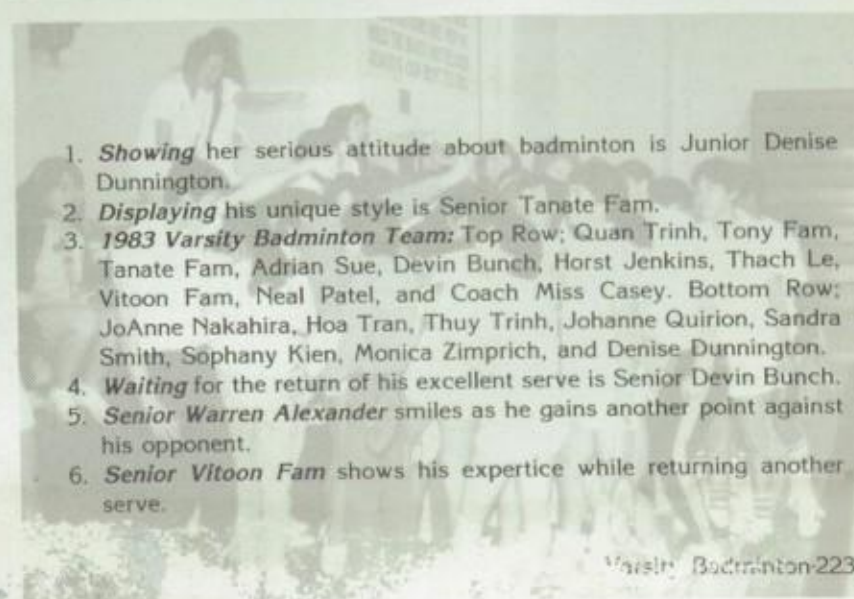 1. Showing her serious attitude about badminton is Junior Denise
Dunnington.
2. Displaying his unique style is Senior Tanate Fam.
3. 1983 Varsity Badminton Team: Top Row; Quan Trinh, Tony Fam,
Tanate Fam, Adrian Sue, Devin Bunch, Horst Jenkins, Thach Le,
Vitoon Fam, Neal Patel, and Coach Miss Casey. Bottom Row;
JoAnne Nakahira, Hoa Tran, Thuy Trinh, Johanne Quirion, Sandra
Smith, Sophany Kien, Monica Zimprich, and Denise Dunnington.
4. Waiting for the return of his excellent serve is Senior Devin Bunch.
5. Senior Warren Alexander smiles as he gains another point against
his opponent.
6. Senior Vitoon Fam shows his expertice while returning another
serve.
Varsity Badminton-223